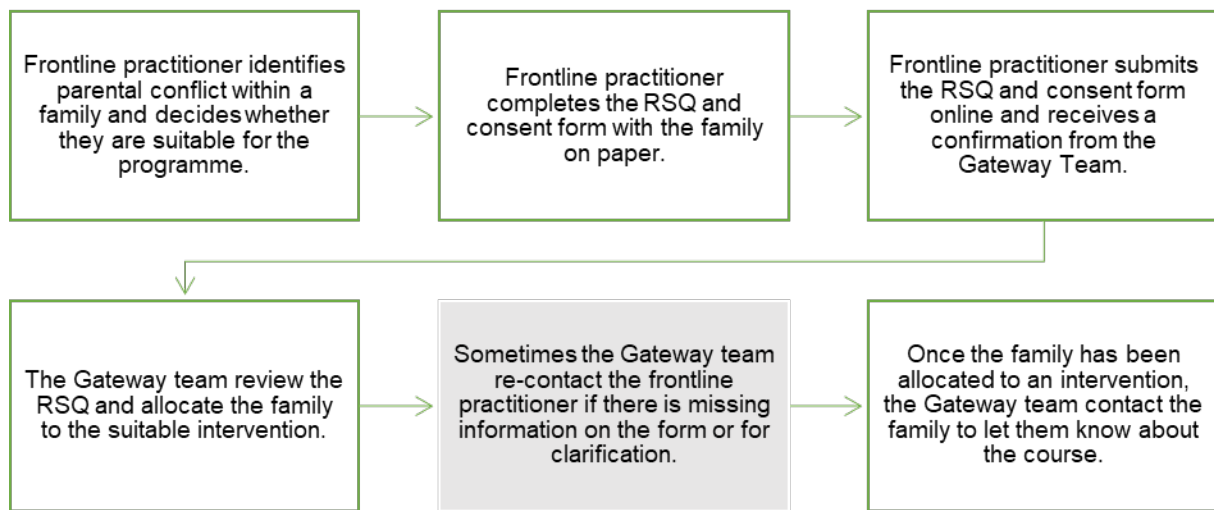 Frontline practitioner identifies
parental conflict within a
family and decides whether
they are suitable for the
programme.
Frontline practitioner
completes the RSQ and
consent form with the family
on paper.
Frontline practitioner submits
the RSQ and consent form
online and receives a
confirmation from the
Gateway Team.
The Gateway team review the
RSQ and allocate the family
to the suitable intervention.
Sometimes the Gateway team
re-contact the frontline
practitioner if there is missing
information on the form or for
clarification.
Once the family has been
allocated to an intervention,
the Gateway team contact the
family to let them know about
the course.